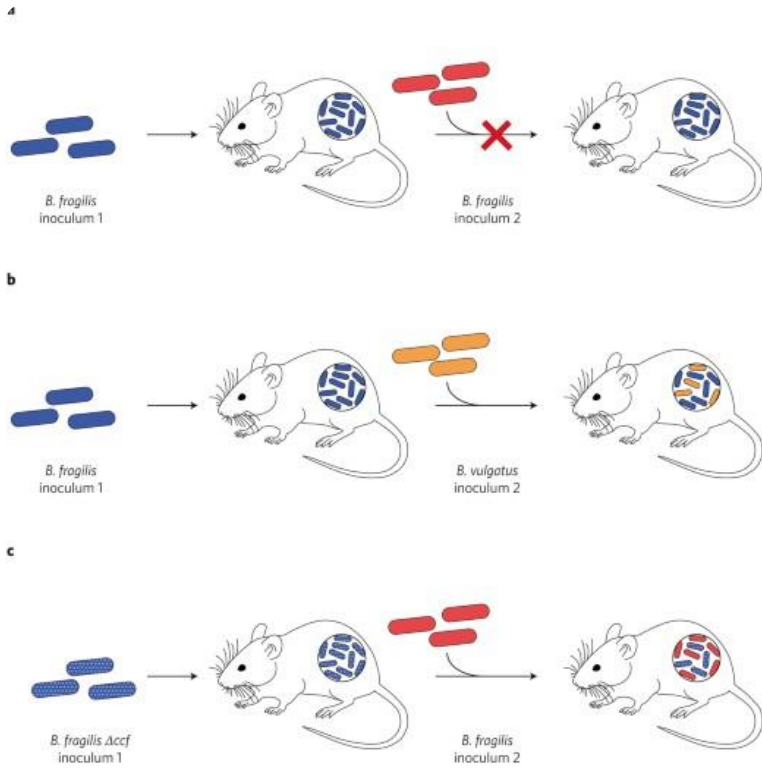 a
B. fragilis
inoculum 1
B. fragilis
inoculum 2
b
B. fragilis
inoculum 1
B. vulgatus
inoculum 2
c
B. fragilis Δccf
inoculum 1
B. fragilis
inoculum 2